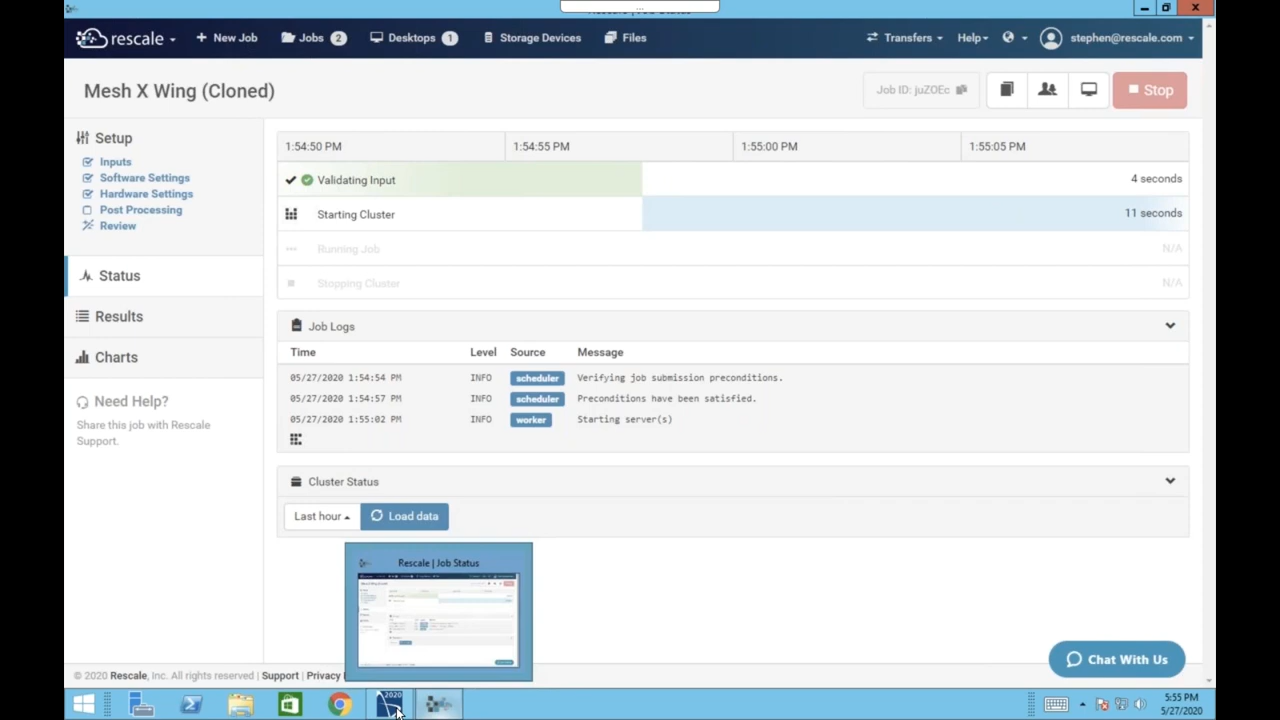 rescale
New Job
Jobs 2
Desktops 1
Storage Devices
Files
Transfers
Help
stephen@rescale.com
Mesh X Wing (Cloned)
Job ID: juZOEc
Stop
Setup
Inputs
Software Settings
Hardware Settings
Post Processing
Review
Status
Results
Charts
Need Help?
Share this job with Rescale
Support.
1:54:50 PM 1:54:55 PM 1:55:00 PM 1:55:05 PM
Validating Input 4 seconds
Starting Cluster 11 seconds
Running Job N/A
Stopping Cluster N/A
Job Logs
Time Level Source Message
05/27/2020 1:54:54 PM INFO scheduler Verifying job submission preconditions.
05/27/2020 1:54:57 PM INFO scheduler Preconditions have been satisfied.
05/27/2020 1:55:02 PM INFO worker Starting server(s)
Cluster Status
Last hour Load data
Rescale | Job Status
Chat With Us
© 2020 Rescale, Inc. All rights reserved | Support | Privacy
2020
5:55 PM
5/27/2020